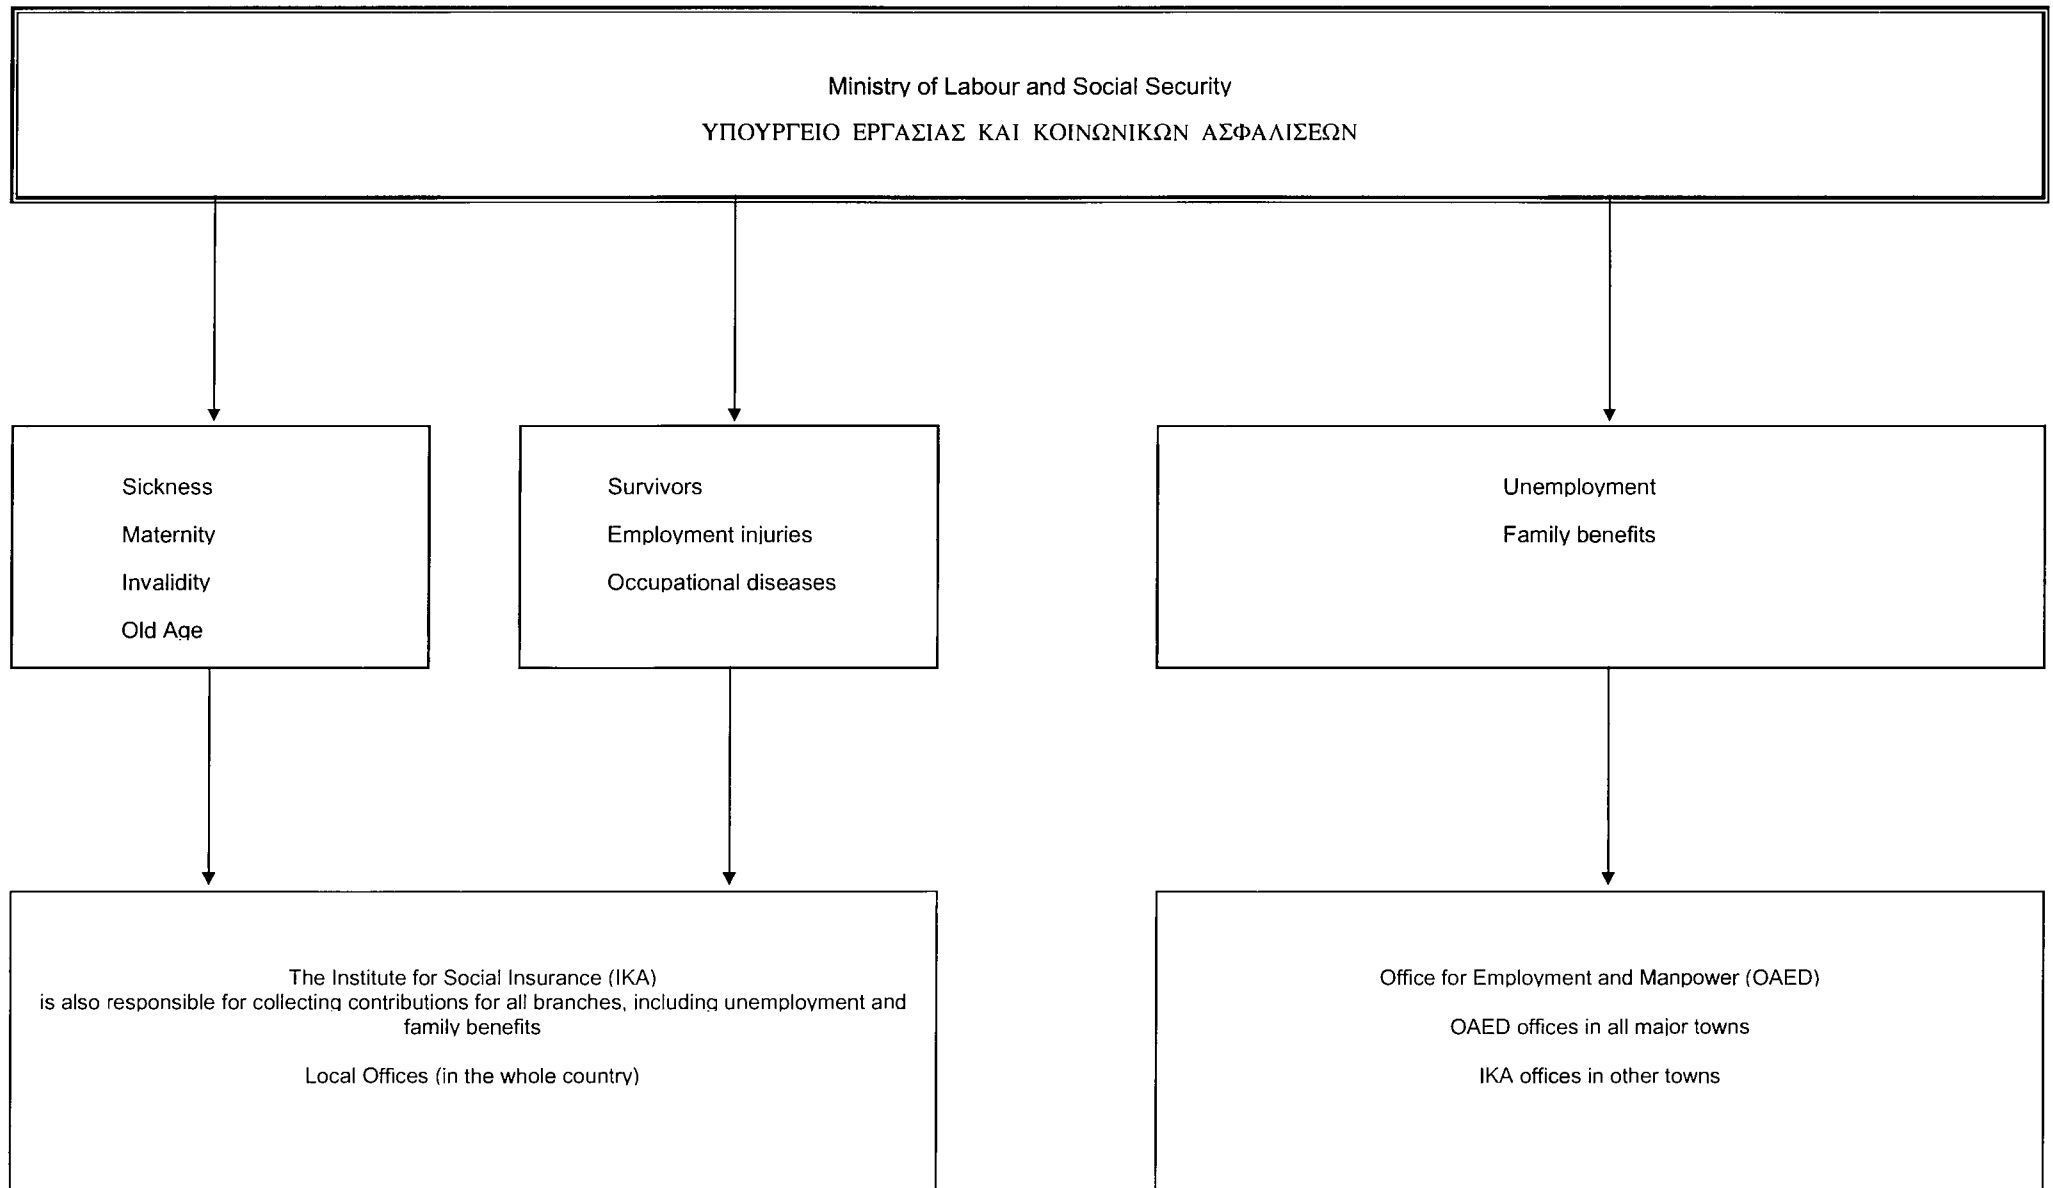 Ministry of Labour and Social Security
ΥΠΟΥΡΓΕΙΟ ΕΡΓΑΣΙΑΣ ΚΑΙ ΚΟΙΝΩΝΙΚΩΝ ΑΣΦΑΛΙΣΕΩΝ
Sickness
Maternity
Invalidity
Old Age
Survivors
Employment injuries
Occupational diseases
Unemployment
Family benefits
The Institute for Social Insurance (IKA)
is also responsible for collecting contributions for all branches, including unemployment and
family benefits
Local Offices (in the whole country)
Office for Employment and Manpower (OAED)
OAED offices in all major towns
IKA offices in other towns